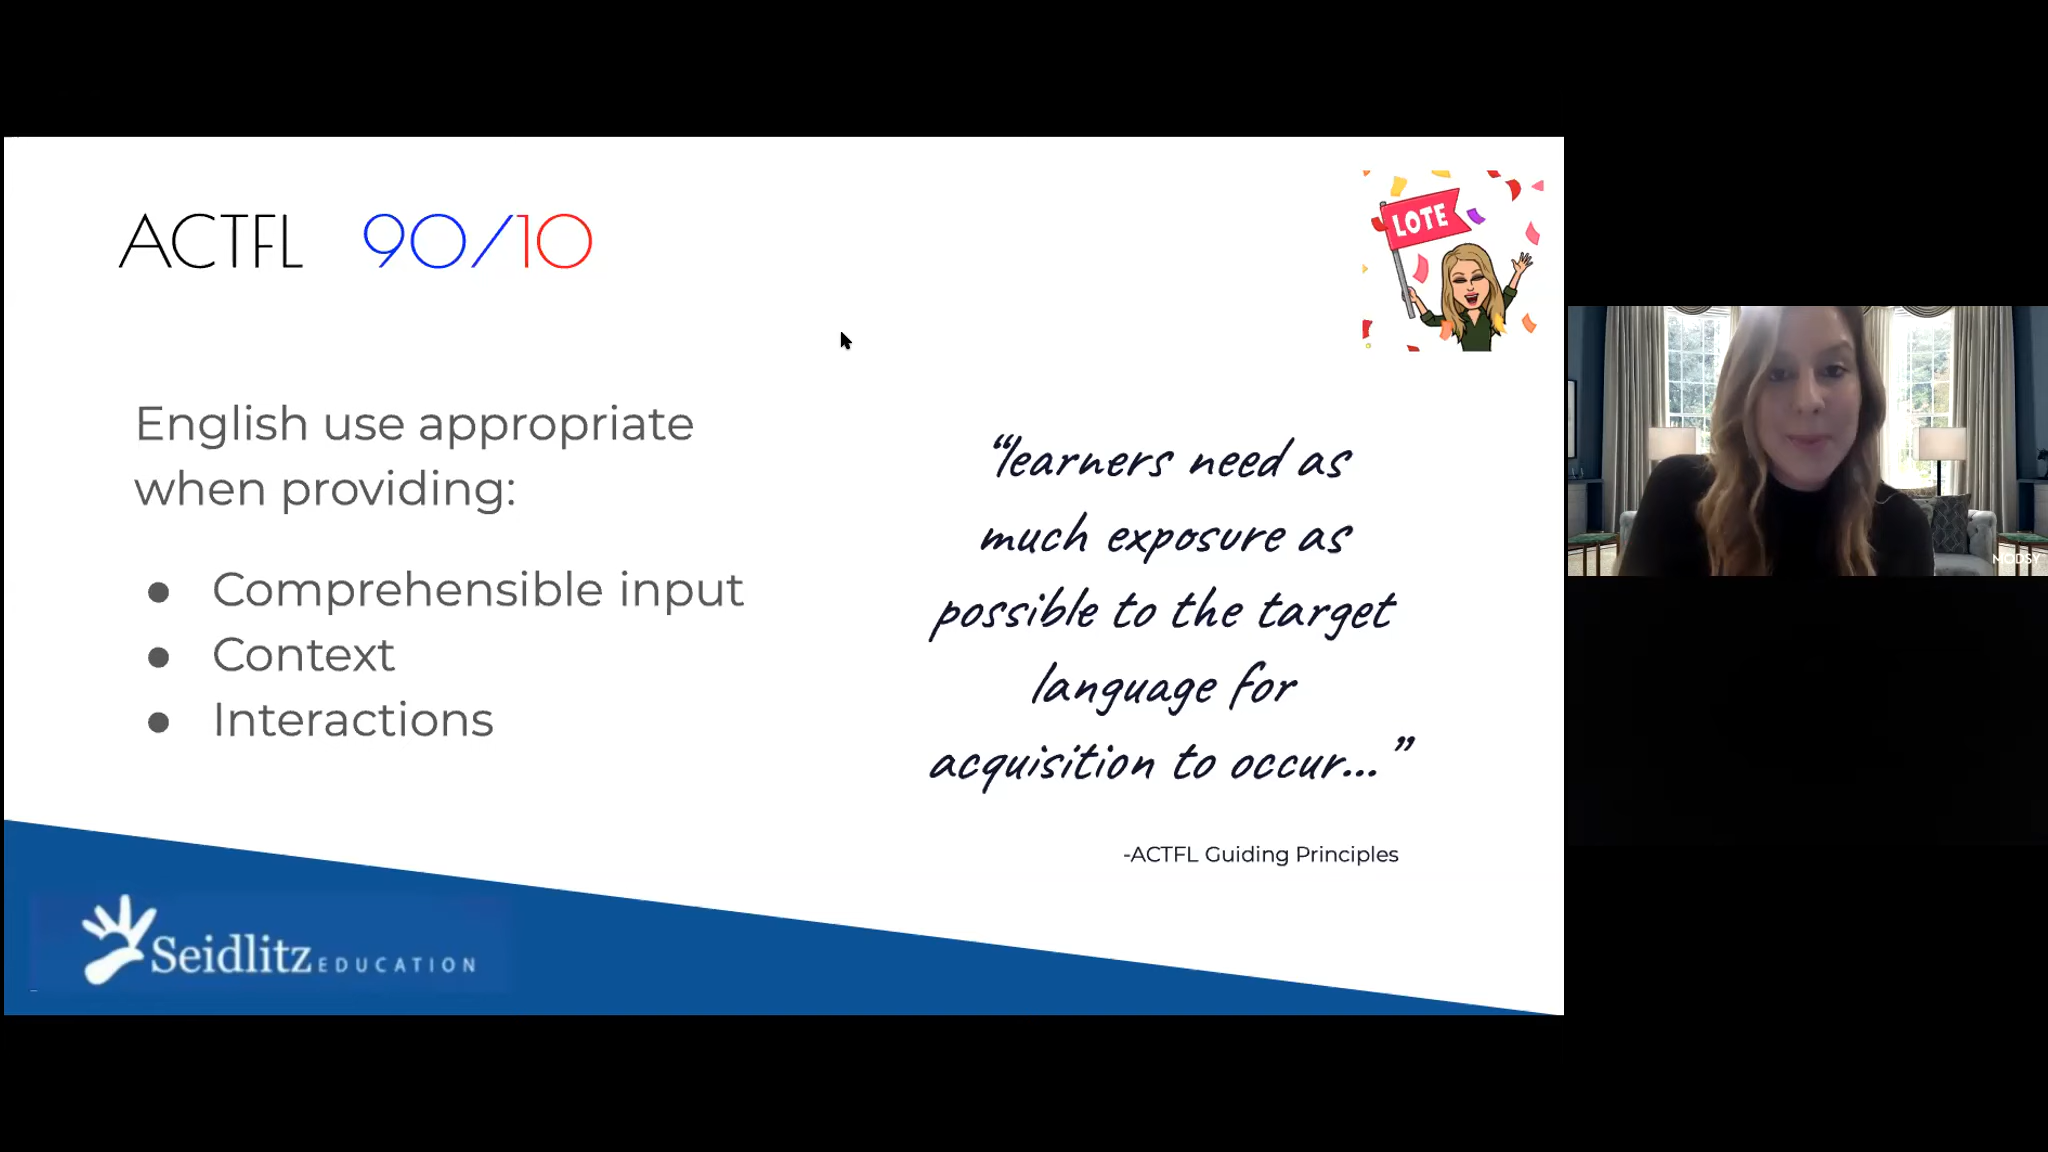 ACTFL 90/10
LOTE
English use appropriate
when providing:
● Comprehensible input
● Context
● Interactions
“learners need as
much exposure as
possible to the target
language for
acquisition to occur...”
-ACTFL Guiding Principles
Seidlitz EDUCATION
MODSY